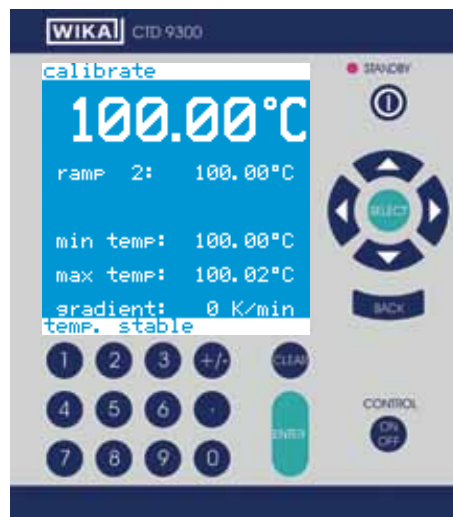 WIKA CTD 9300
calibrate
STANDBY
100.00°C
ramp 2: 100.00°C
SELECT
min temp: 100.00°C
max temp: 100.02°C
gradient: 0 K/min
BACK
temp. stable
1 2 3 +/- CLEAR
4 5 6 . CONTROL
ENTER ON OFF
7 8 9 0